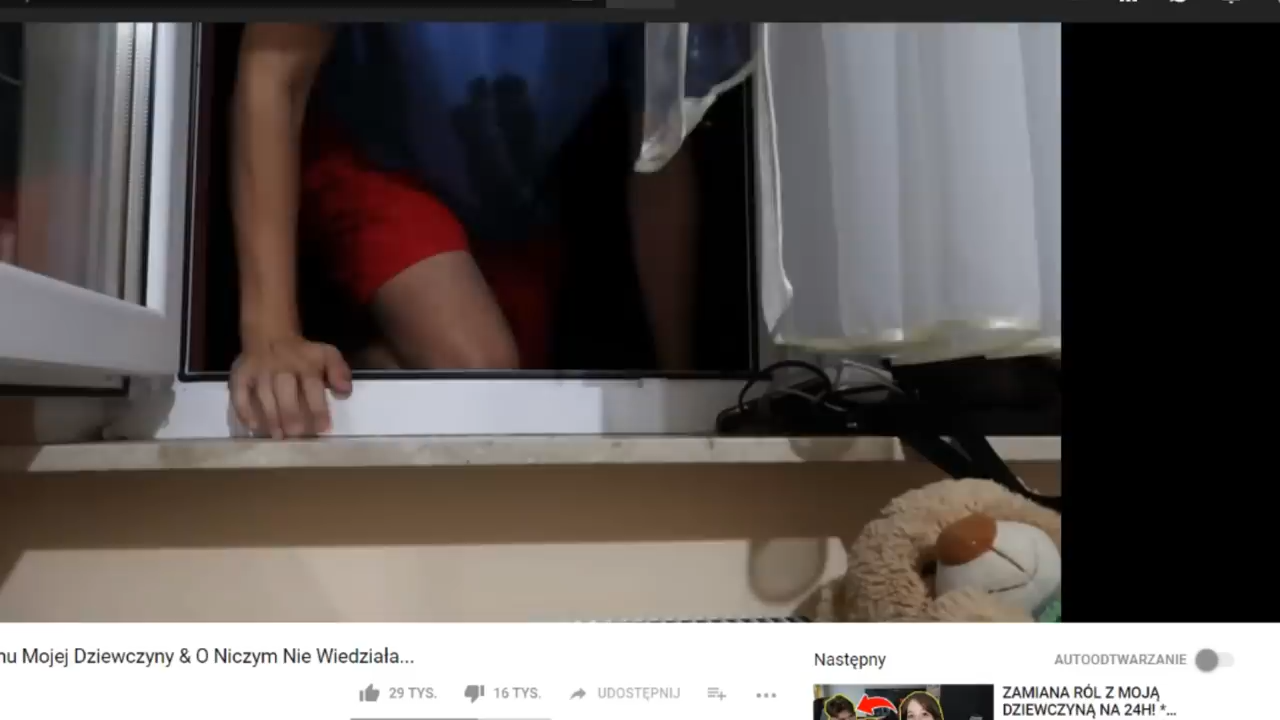 nu Mojej Dziewczyny & O Niczym Nie Wiedziała...
29 TYS.
16 TYS.
UDOSTĘPNIJ
Następny
AUTOODTWARZANIE
ZAMIANA RÓL Z MOJĄ
DZIEWCZYNĄ NA 24H! *...